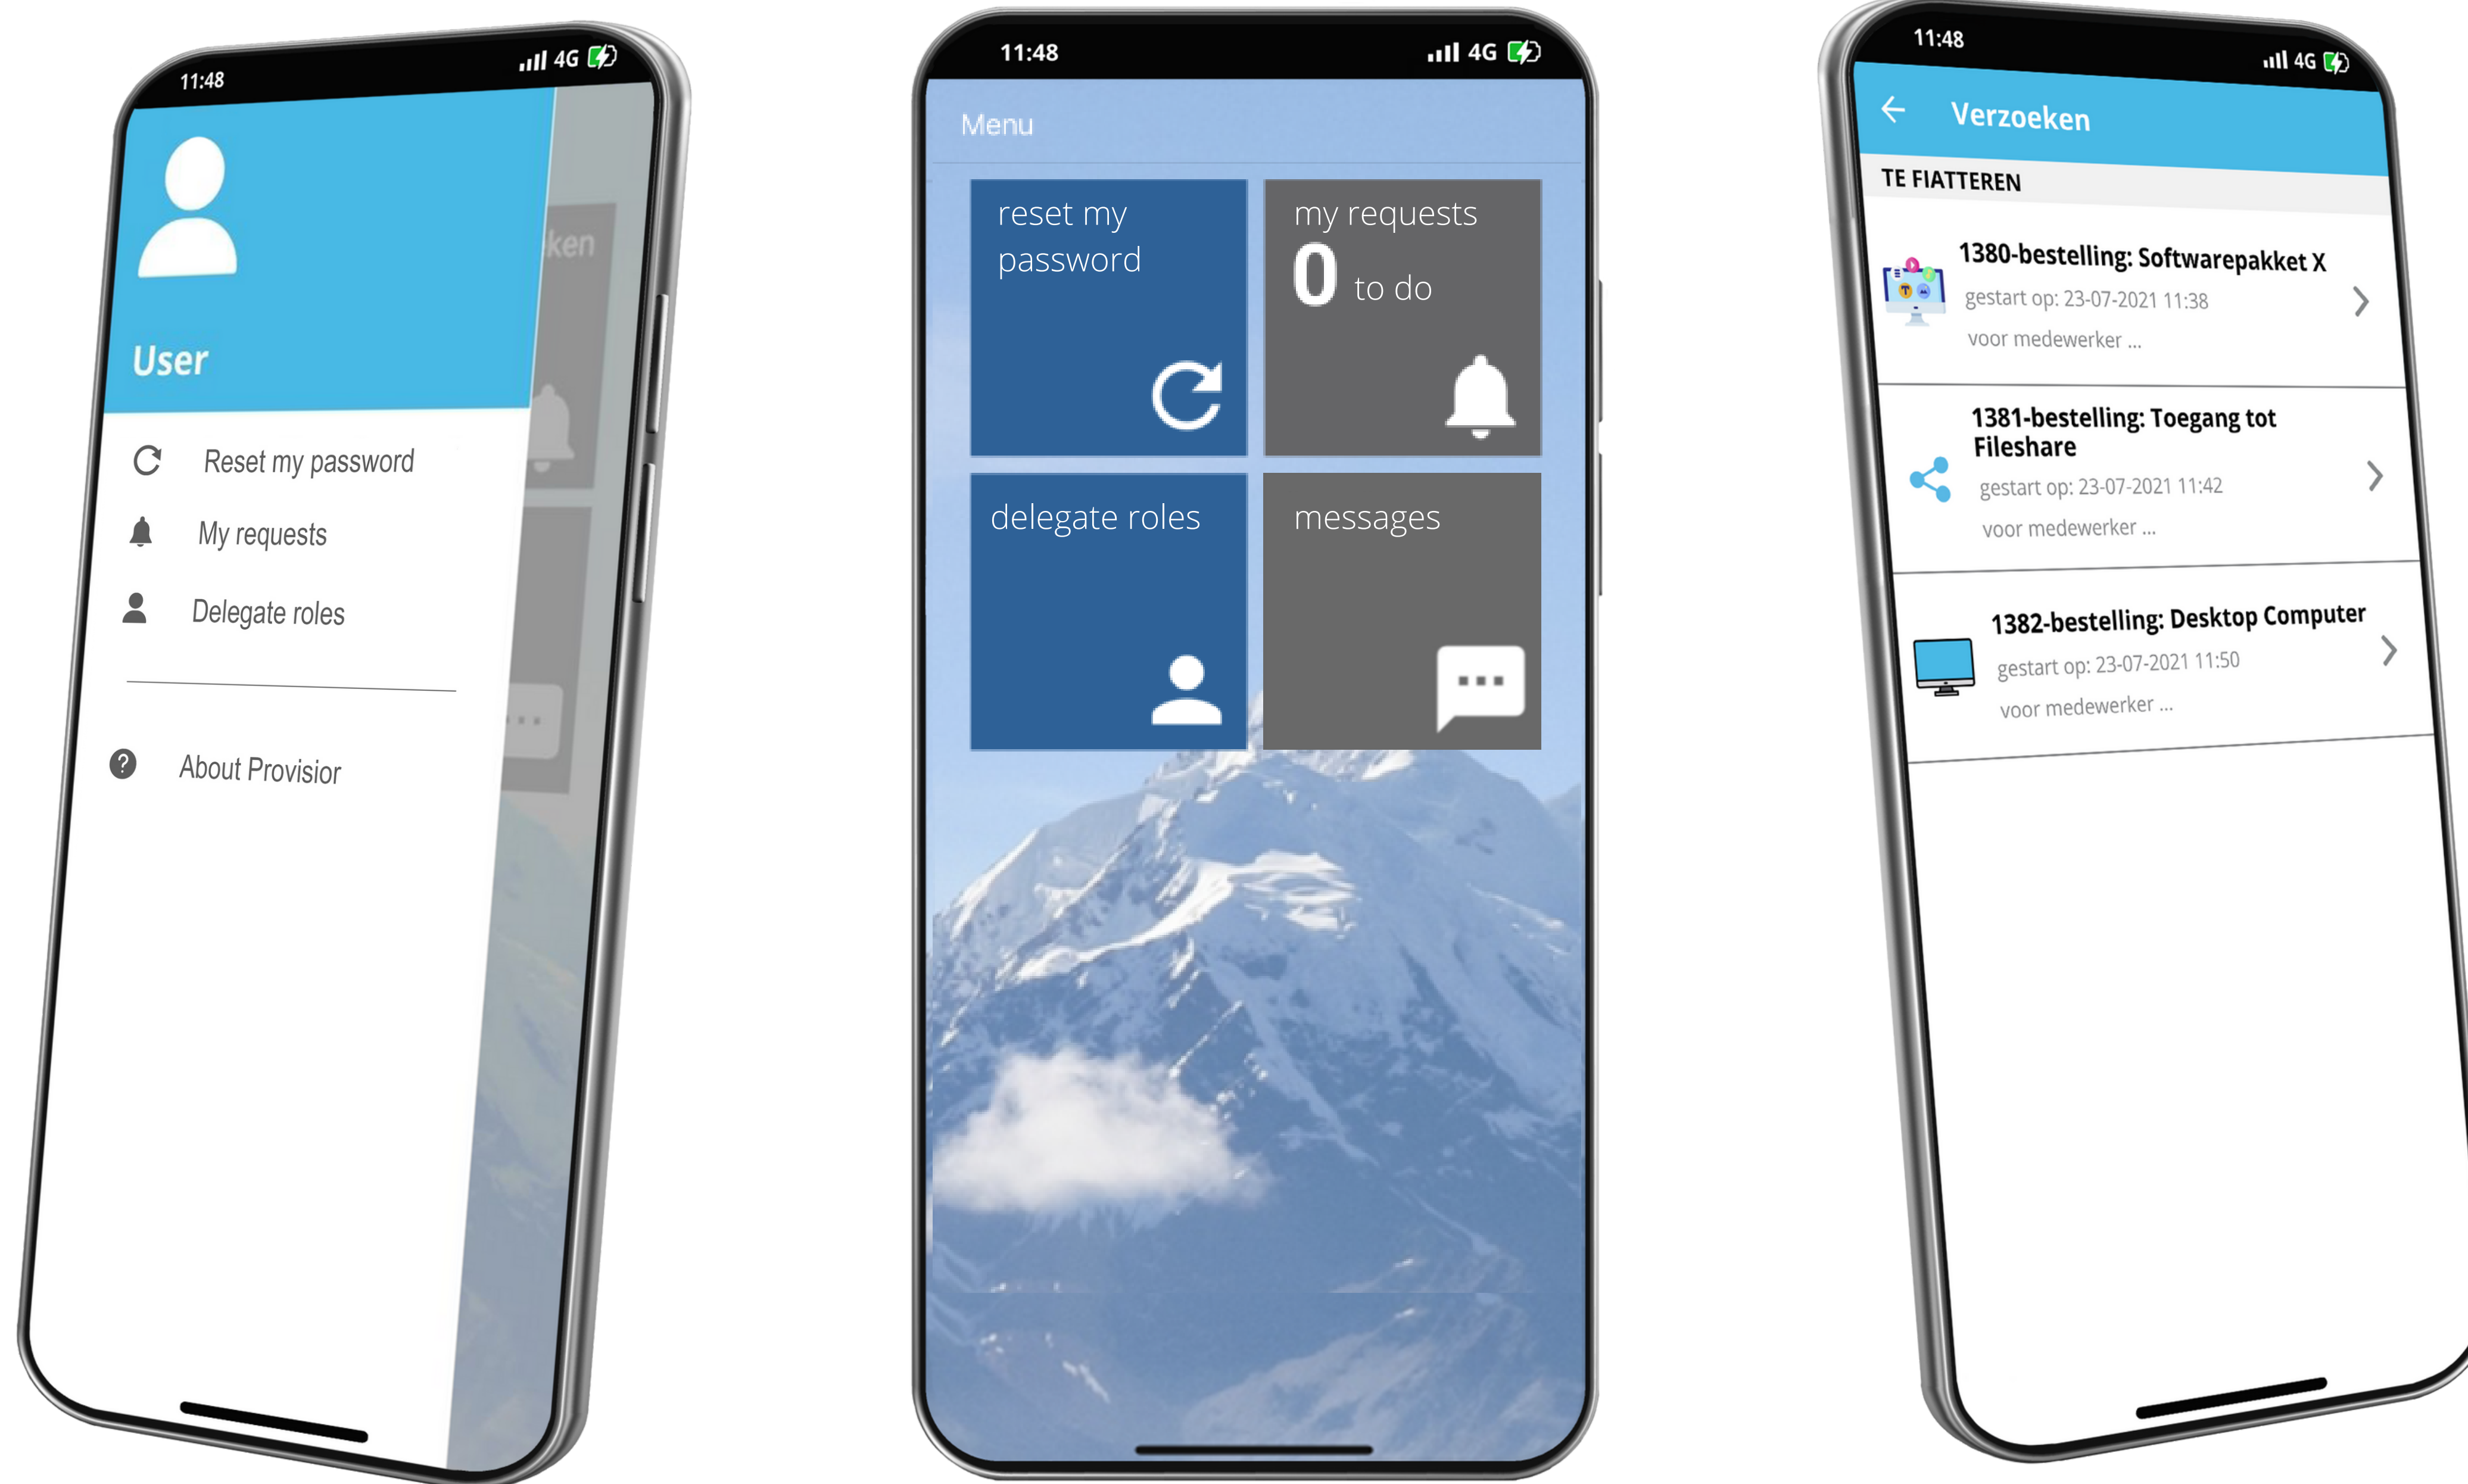 11:48
4G
ken
User
Reset my password
My requests
Delegate roles
About Provisior
11:48
4G
Menu
reset my
password
my requests
0 to do
delegate roles
messages
11:48
4G
Verzoeken
TE FIATTEREN
1380-bestelling: Softwarepakket X
gestart op: 23-07-2021 11:38
voor medewerker ...
1381-bestelling: Toegang tot
Fileshare
gestart op: 23-07-2021 11:42
voor medewerker ...
1382-bestelling: Desktop Computer
gestart op: 23-07-2021 11:50
voor medewerker ...